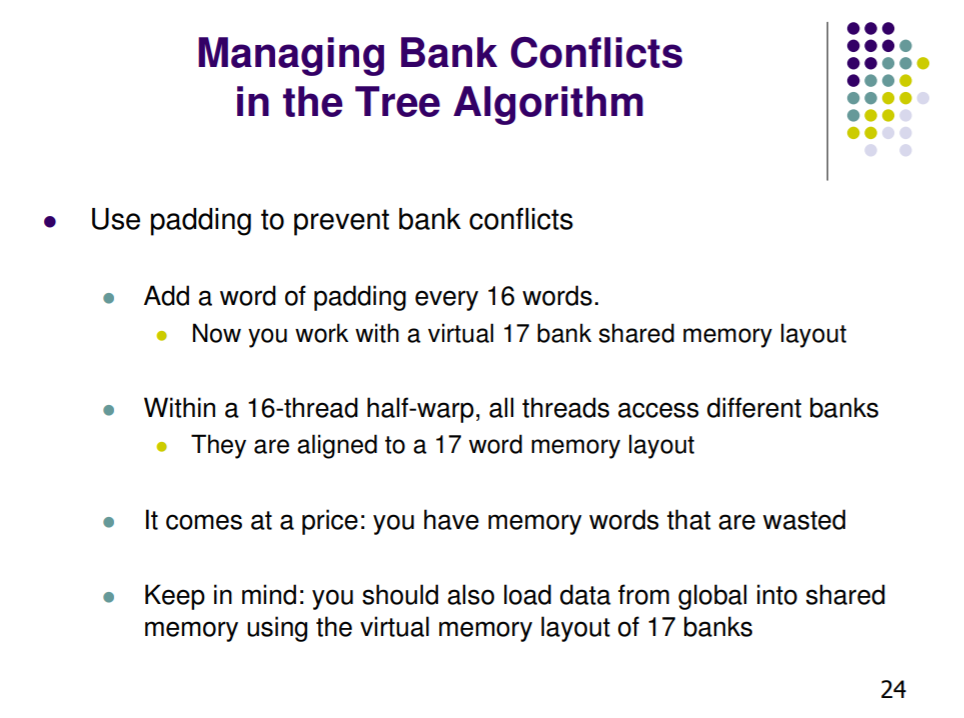 Managing Bank Conflicts
in the Tree Algorithm
Use padding to prevent bank conflicts
Add a word of padding every 16 words.
Now you work with a virtual 17 bank shared memory layout
Within a 16-thread half-warp, all threads access different banks
They are aligned to a 17 word memory layout
It comes at a price: you have memory words that are wasted
Keep in mind: you should also load data from global into shared
memory using the virtual memory layout of 17 banks
24